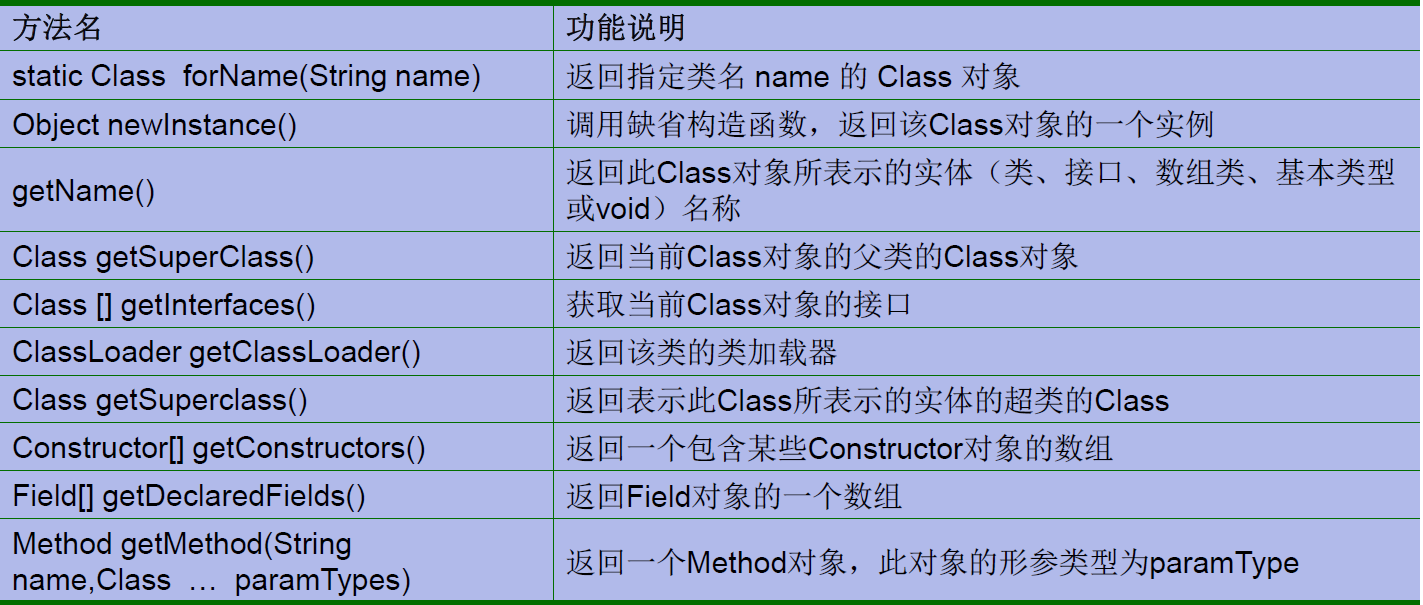 方法名
功能说明
static Class  forName(String name)
返回指定类名 name 的 Class 对象
Object newInstance()
调用缺省构造函数，返回该Class对象的一个实例
getName()
返回此Class对象所表示的实体（类、接口、数组类、基本类型
或void）名称
Class getSuperClass()
返回当前Class对象的父类的Class对象
Class [] getInterfaces()
获取当前Class对象的接口
ClassLoader getClassLoader()
返回该类的类加载器
Class getSuperclass()
返回表示此Class所表示的实体的超类的Class
Constructor[] getConstructors()
返回一个包含某些Constructor对象的数组
Field[] getDeclaredFields()
返回Field对象的一个数组
Method getMethod(String
name,Class  …  paramTypes)
返回一个Method对象，此对象的形参类型为paramType